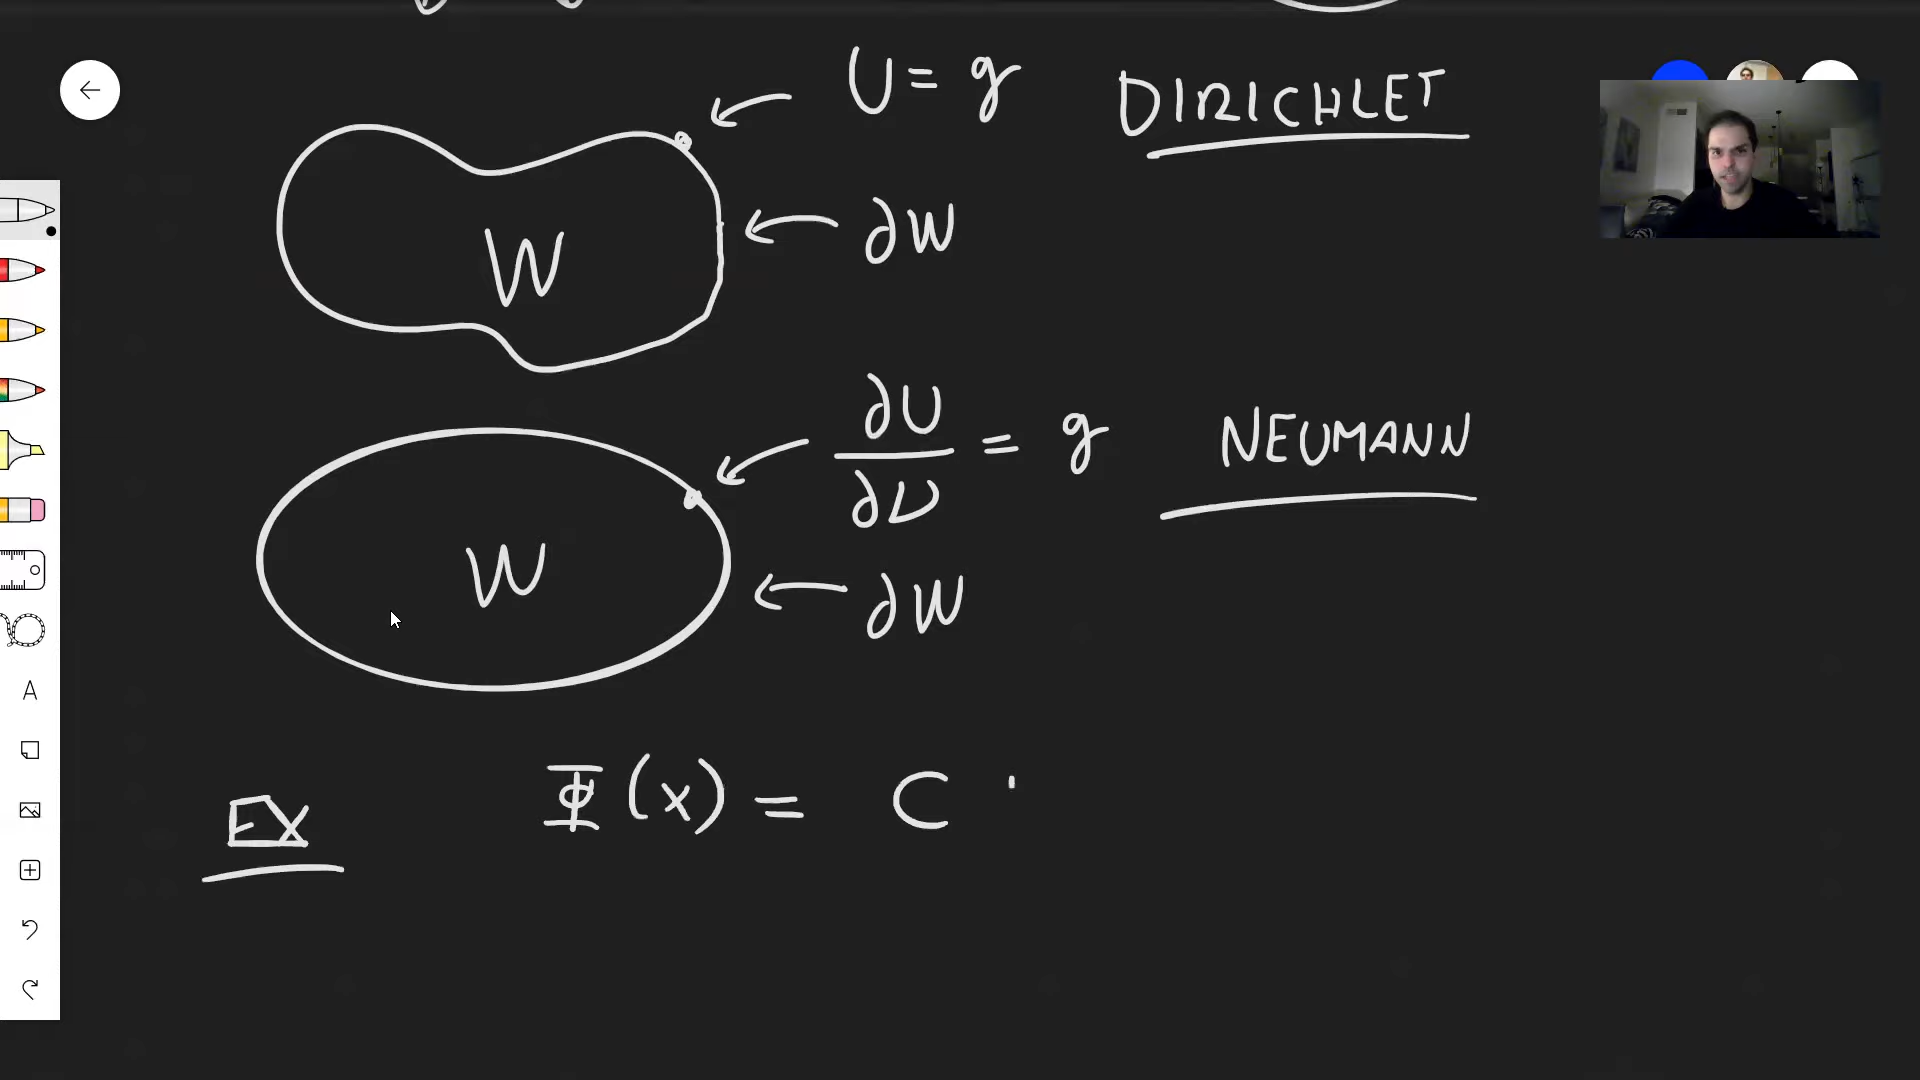 U = g DIRICHLET
W
∂W
∂U/∂ν = g NEUMANN
W
∂W
EX Φ(x) = C
A